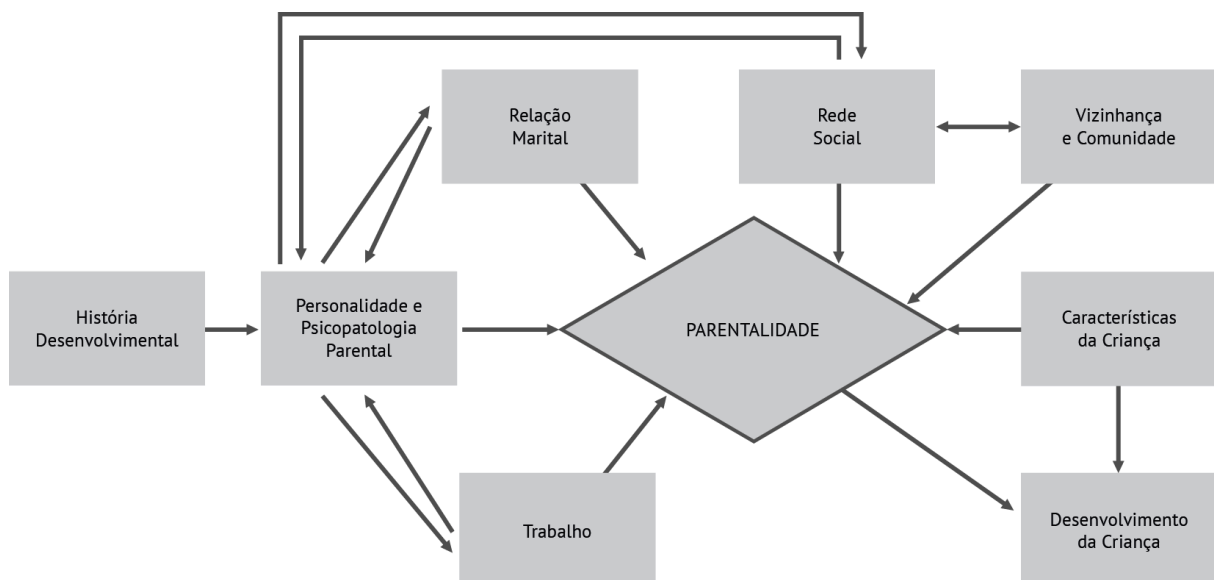 Relação
Marital
Rede
Social
Vizinhança
e Comunidade
História
Desenvolvimental
Personalidade e
Psicopatologia
Parental
PARENTALIDADE
Características
da Criança
Trabalho
Desenvolvimento
da Criança